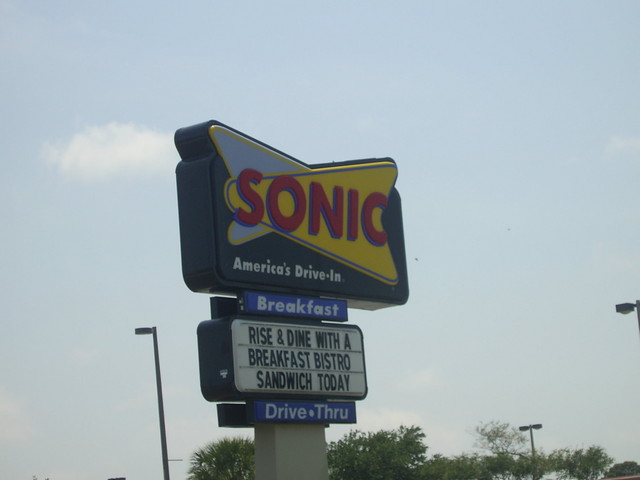 SONIC
America's Drive-In
Breakfast
RISE & DINE WITH A
BREAKFAST BISTRO
SANDWICH TODAY
Drive•Thru